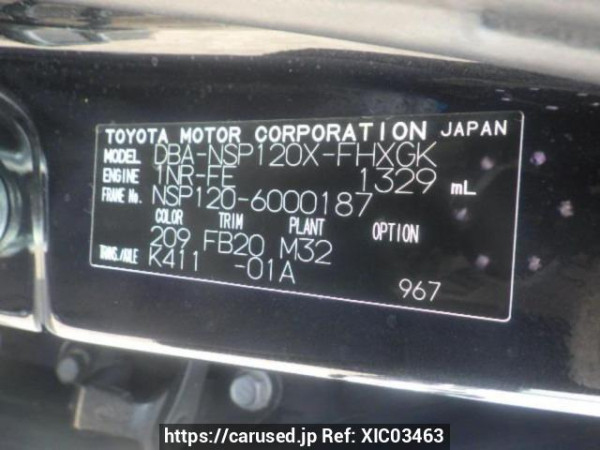 TOYOTA MOTOR CORPORATION JAPAN
MODEL DBA-NSP120X-FHXGK
ENGINE 1NR-FE 1329 mL
FRAME No. NSP120-6000187
COLOR TRIM PLANT OPTION
209 FB20 M32
TRANS./AXLE K411 -01A
967
https://carused.jp Ref: XIC03463